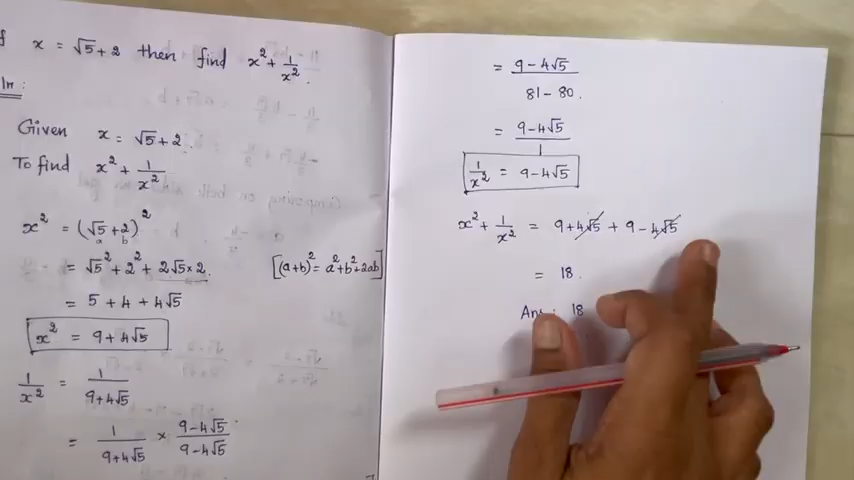 x = √5 + 2 then find x² + 1/x².
ln :
Given x = √5 + 2.
To find x² + 1/x²
x² = (√5 + 2)²
a b
= √5² + 2² + 2√5 × 2 [(a+b)² = a² + b² + 2ab]
= 5 + 4 + 4√5
x² = 9 + 4√5
1/x² = 1/(9 + 4√5)
= 1/(9 + 4√5) × (9 - 4√5)/(9 - 4√5)
= (9 - 4√5)/(81 - 80).
= (9 - 4√5)/1
1/x² = 9 - 4√5
x² + 1/x² = 9 + 4√5 + 9 - 4√5
= 18.
Ans: 18